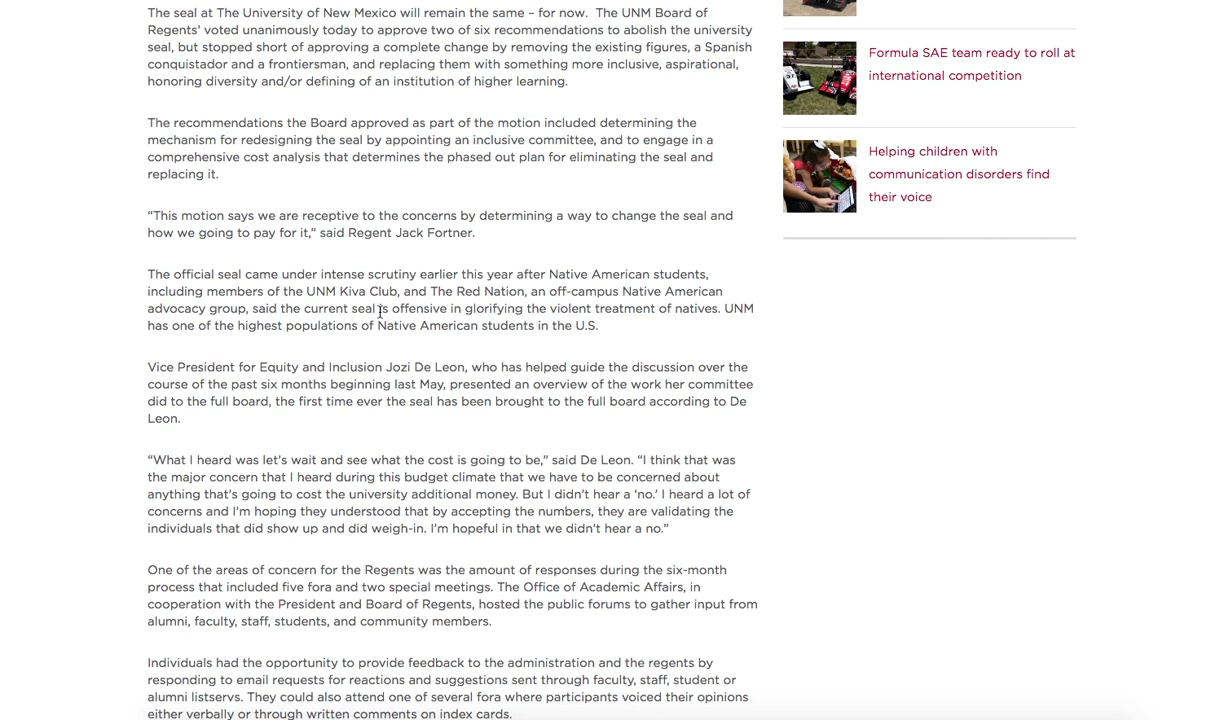 The seal at The University of New Mexico will remain the same – for now.  The UNM Board of
Regents’ voted unanimously today to approve two of six recommendations to abolish the university
seal, but stopped short of approving a complete change by removing the existing figures, a Spanish
conquistador and a frontiersman, and replacing them with something more inclusive, aspirational,
honoring diversity and/or defining of an institution of higher learning.
The recommendations the Board approved as part of the motion included determining the
mechanism for redesigning the seal by appointing an inclusive committee, and to engage in a
comprehensive cost analysis that determines the phased out plan for eliminating the seal and
replacing it.
“This motion says we are receptive to the concerns by determining a way to change the seal and
how we going to pay for it,” said Regent Jack Fortner.
The official seal came under intense scrutiny earlier this year after Native American students,
including members of the UNM Kiva Club, and The Red Nation, an off-campus Native American
advocacy group, said the current seal is offensive in glorifying the violent treatment of natives. UNM
has one of the highest populations of Native American students in the U.S.
Vice President for Equity and Inclusion Jozi De Leon, who has helped guide the discussion over the
course of the past six months beginning last May, presented an overview of the work her committee
did to the full board, the first time ever the seal has been brought to the full board according to De
Leon.
“What I heard was let’s wait and see what the cost is going to be,” said De Leon. “I think that was
the major concern that I heard during this budget climate that we have to be concerned about
anything that’s going to cost the university additional money. But I didn’t hear a ‘no.’ I heard a lot of
concerns and I’m hoping they understood that by accepting the numbers, they are validating the
individuals that did show up and did weigh-in. I’m hopeful in that we didn’t hear a no.”
One of the areas of concern for the Regents was the amount of responses during the six-month
process that included five fora and two special meetings. The Office of Academic Affairs, in
cooperation with the President and Board of Regents, hosted the public forums to gather input from
alumni, faculty, staff, students, and community members.
Individuals had the opportunity to provide feedback to the administration and the regents by
responding to email requests for reactions and suggestions sent through faculty, staff, student or
alumni listservs. They could also attend one of several fora where participants voiced their opinions
either verbally or through written comments on index cards.
Formula SAE team ready to roll at
international competition
Helping children with
communication disorders find
their voice